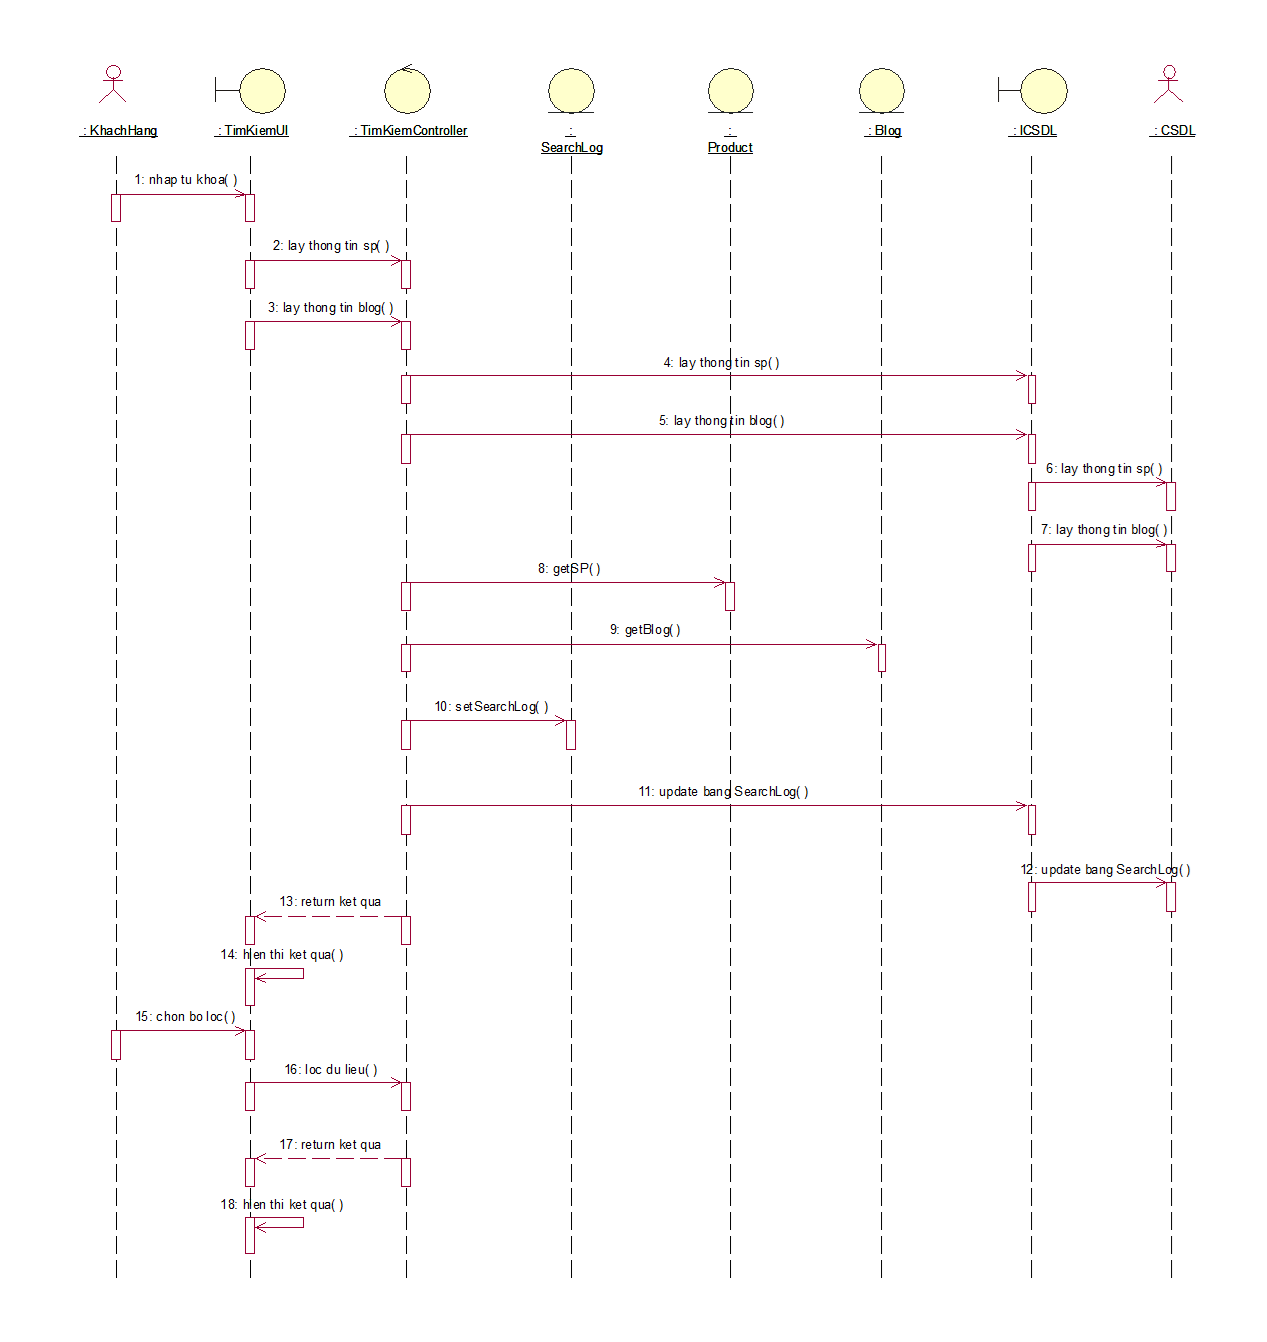 : KhachHang
: TimKiemUI
: TimKiemController
:
SearchLog
:
Product
: Blog
: ICSDL
: CSDL
1: nhap tu khoa( )
2: lay thong tin sp( )
3: lay thong tin blog( )
4: lay thong tin sp( )
5: lay thong tin blog( )
6: lay thong tin sp( )
7: lay thong tin blog( )
8: getSP( )
9: getBlog( )
10: setSearchLog( )
11: update bang SearchLog( )
12: update bang SearchLog( )
13: return ket qua
14: hien thi ket qua( )
15: chon bo loc( )
16: loc du lieu( )
17: return ket qua
18: hien thi ket qua( )